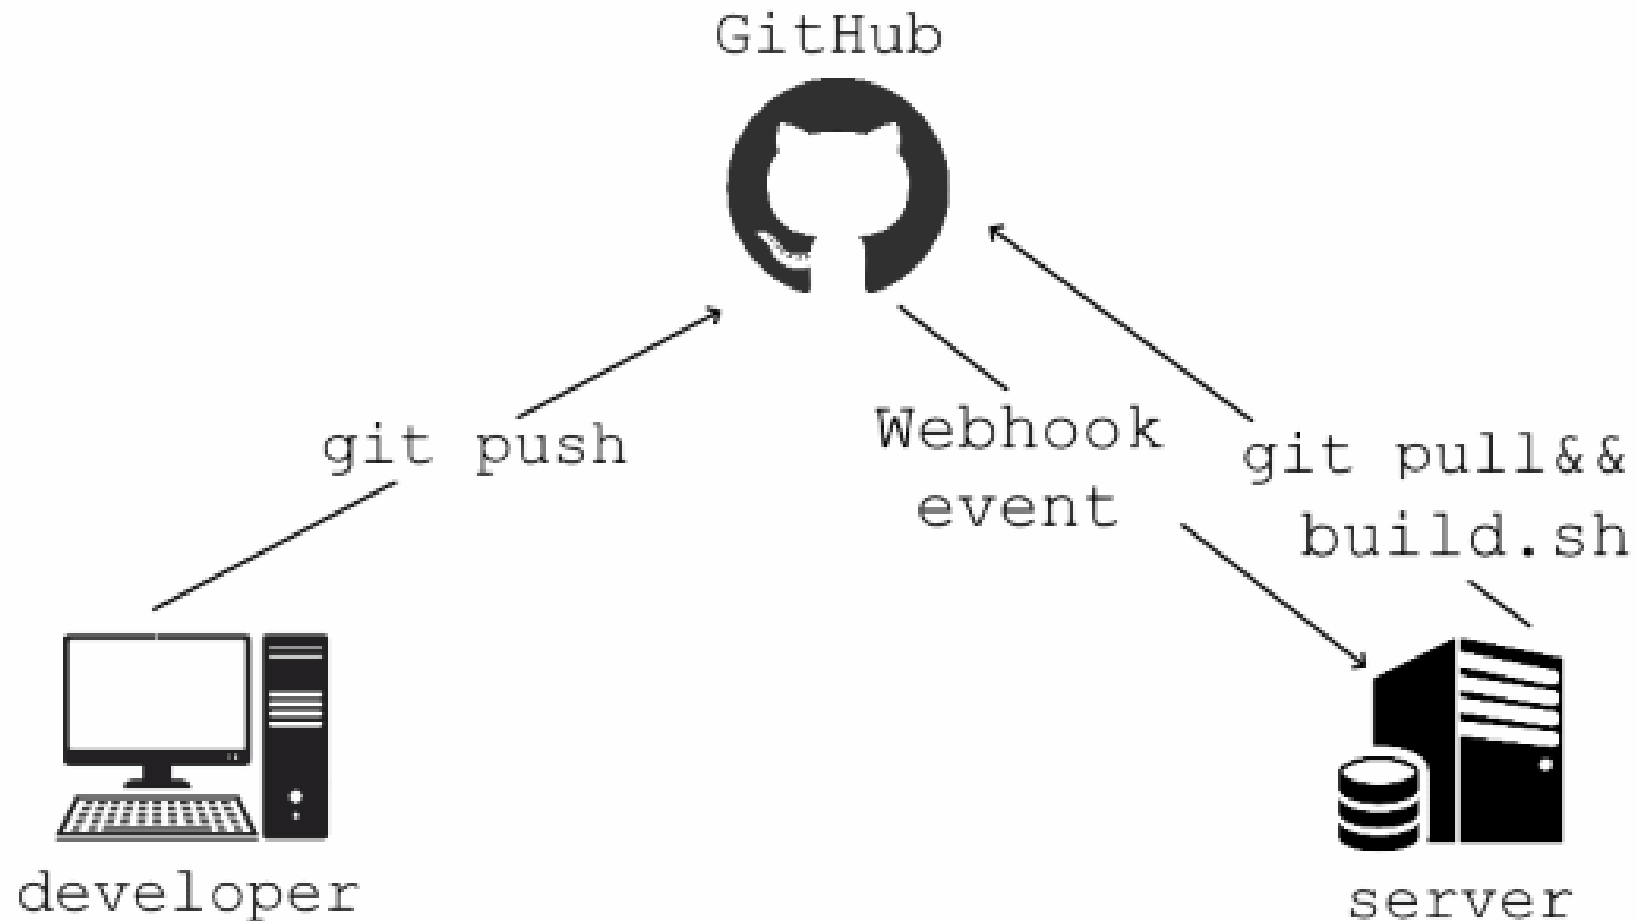 GitHub
git push
Webhook
event
git pull&&
build.sh
developer
server